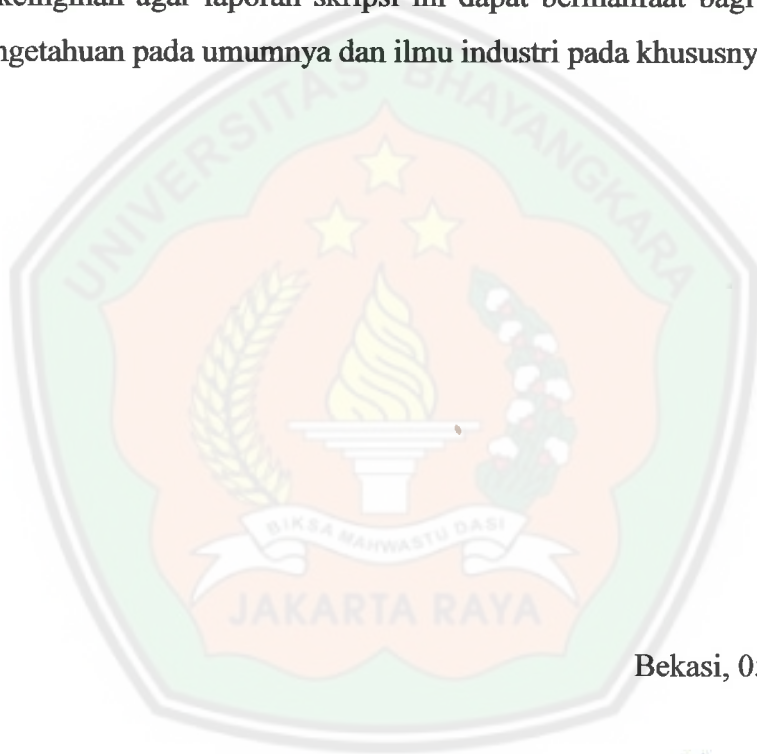 keinginan agar laporan skripsi ini dapat bermanfaat bagi
ngetahuan pada umumnya dan ilmu industri pada khususny
UNIVERSITAS BHAYANGKARA
BIKSA MAHWASTU DASI
JAKARTA RAYA
Bekasi, 0